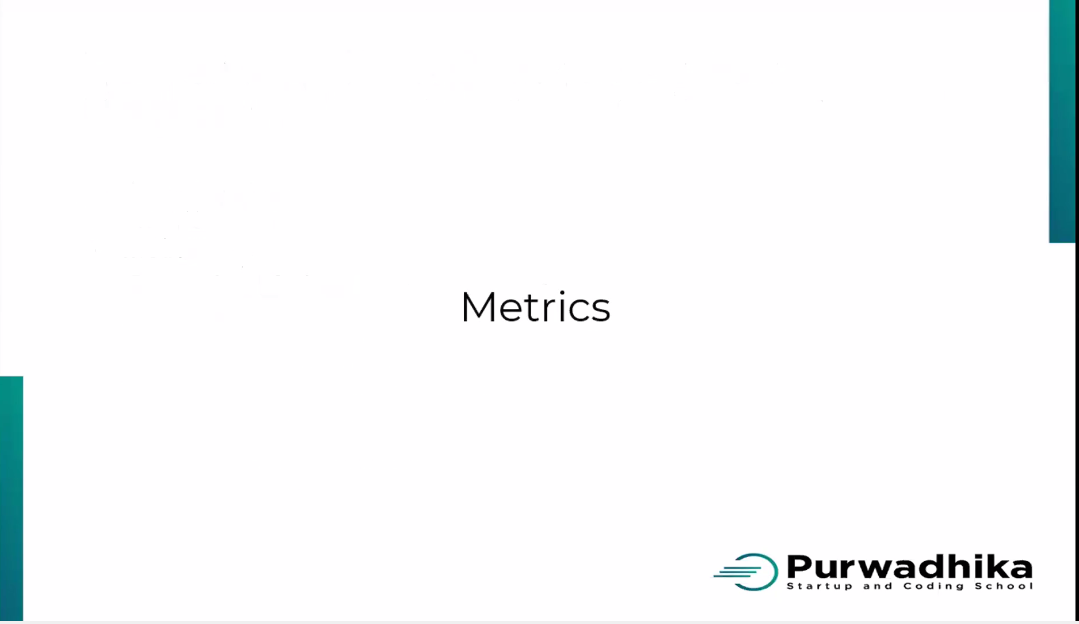 Metrics
Purwadhika
Startup and Coding School